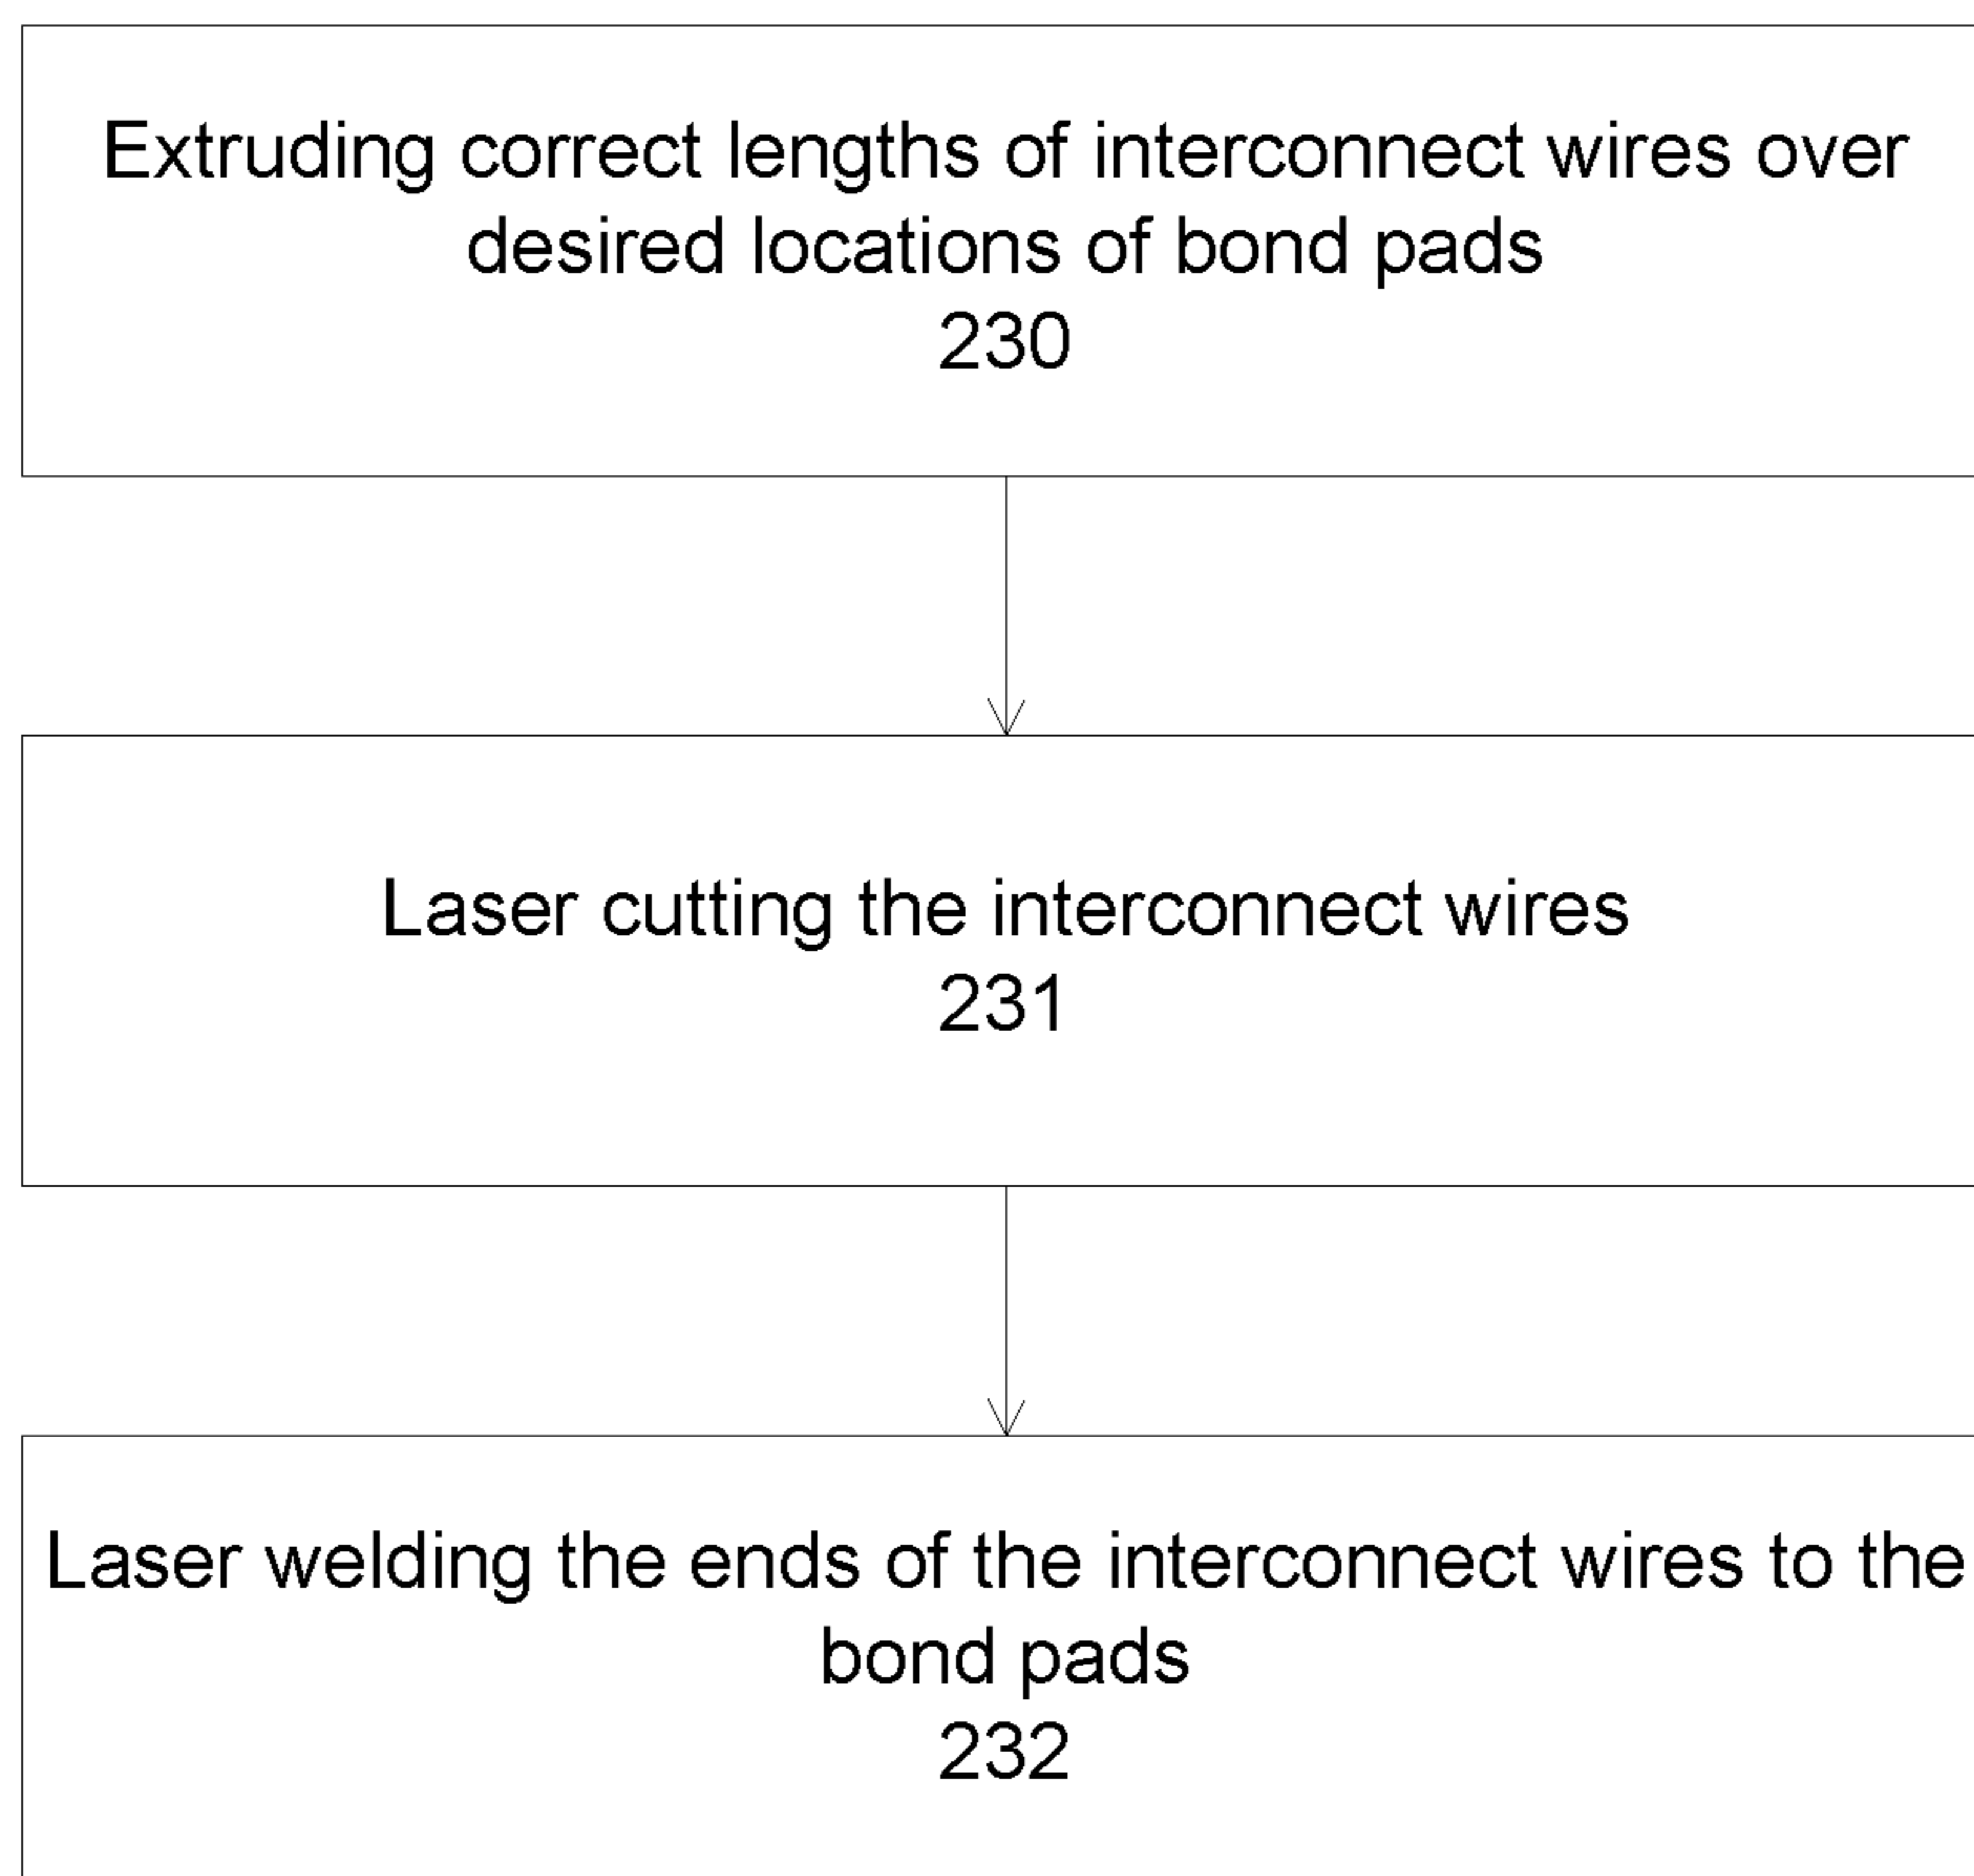 Extruding correct lengths of interconnect wires over
desired locations of bond pads
230
Laser cutting the interconnect wires
231
Laser welding the ends of the interconnect wires to the
bond pads
232